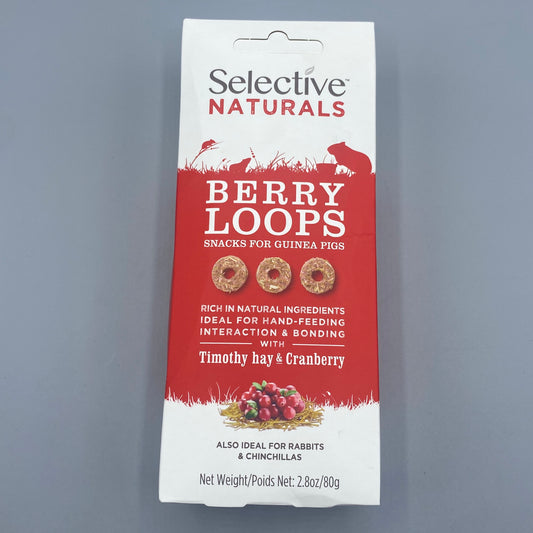 Selective™
NATURALS
BERRY
LOOPS
SNACKS FOR GUINEA PIGS
RICH IN NATURAL INGREDIENTS
IDEAL FOR HAND-FEEDING
INTERACTION & BONDING
WITH
Timothy hay & Cranberry
ALSO IDEAL FOR RABBITS
& CHINCHILLAS
Net Weight/Poids Net: 2.8oz/80g